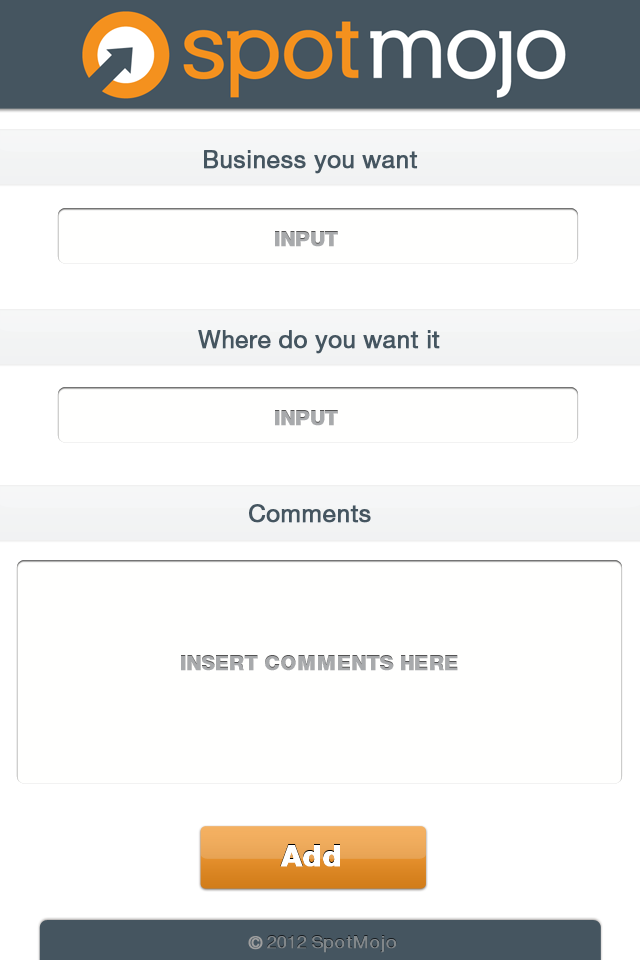 spotmojo
Business you want
INPUT
Where do you want it
INPUT
Comments
INSERT COMMENTS HERE
Add
© 2012 SpotMojo